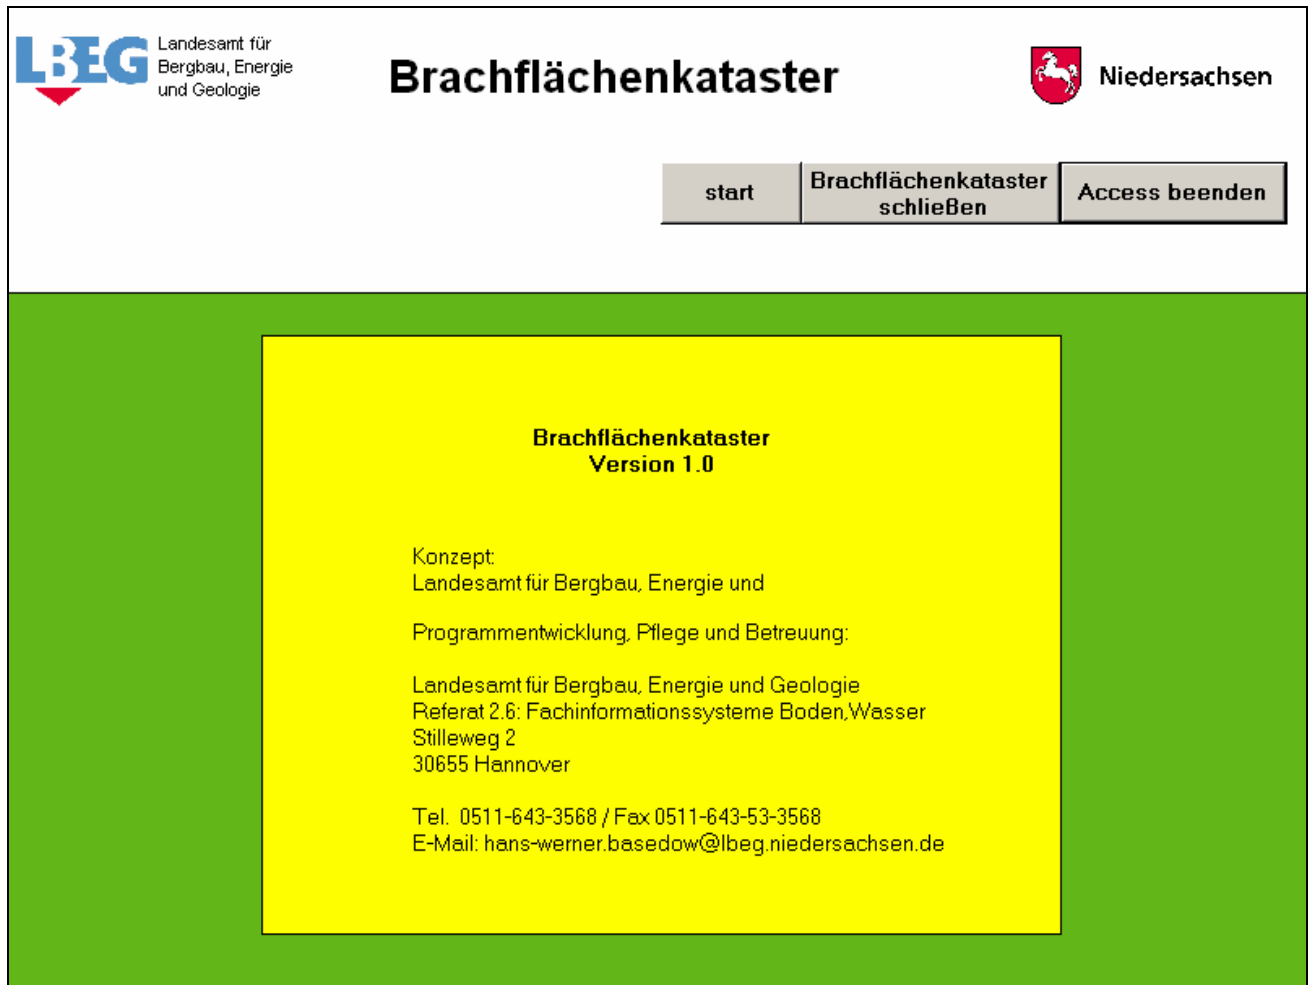 LBEG
Landesamt für
Bergbau, Energie
und Geologie
Brachflächenkataster
Niedersachsen
start
Brachflächenkataster
schließen
Access beenden
Brachflächenkataster
Version 1.0
Konzept:
Landesamt für Bergbau, Energie und
Programmentwicklung, Pflege und Betreuung:
Landesamt für Bergbau, Energie und Geologie
Referat 2.6: Fachinformationssysteme Boden,Wasser
Stilleweg 2
30655 Hannover
Tel. 0511-643-3568 / Fax 0511-643-53-3568
E-Mail: hans-werner.basedow@lbeg.niedersachsen.de